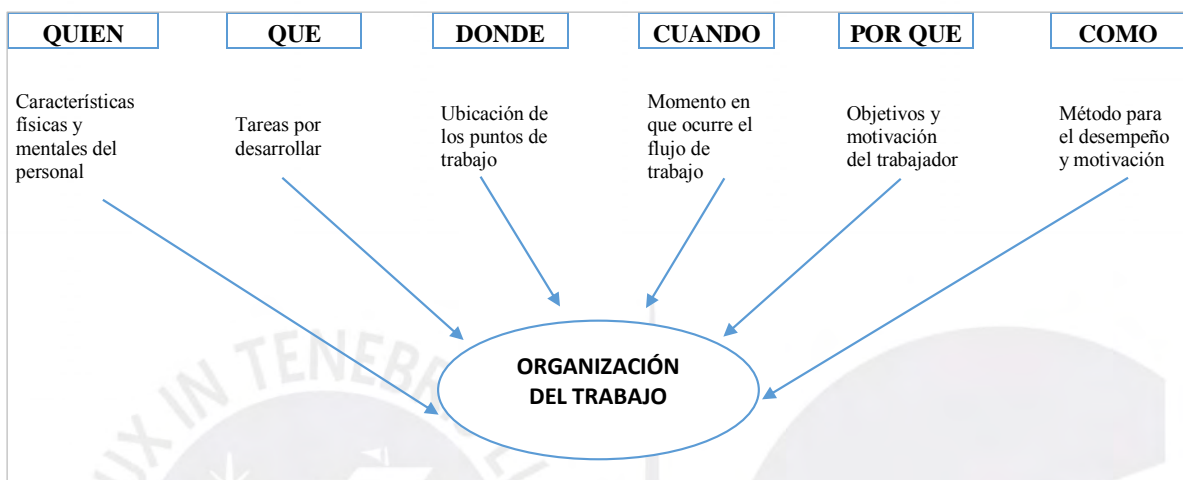 QUIEN
QUE
DONDE
CUANDO
POR QUE
COMO
Características
físicas y
mentales del
personal
Tareas por
desarrollar
Ubicación de
los puntos de
trabajo
Momento en
que ocurre el
flujo de
trabajo
Objetivos y
motivación
del trabajador
Método para
el desempeño
y motivación
ORGANIZACIÓN
DEL TRABAJO